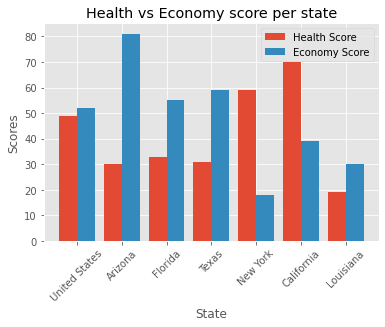 Health vs Economy score per state
Health Score
Economy Score
Scores
80
70
60
50
40
30
20
10
0
United States
Arizona
Florida
Texas
New York
California
Louisiana
State